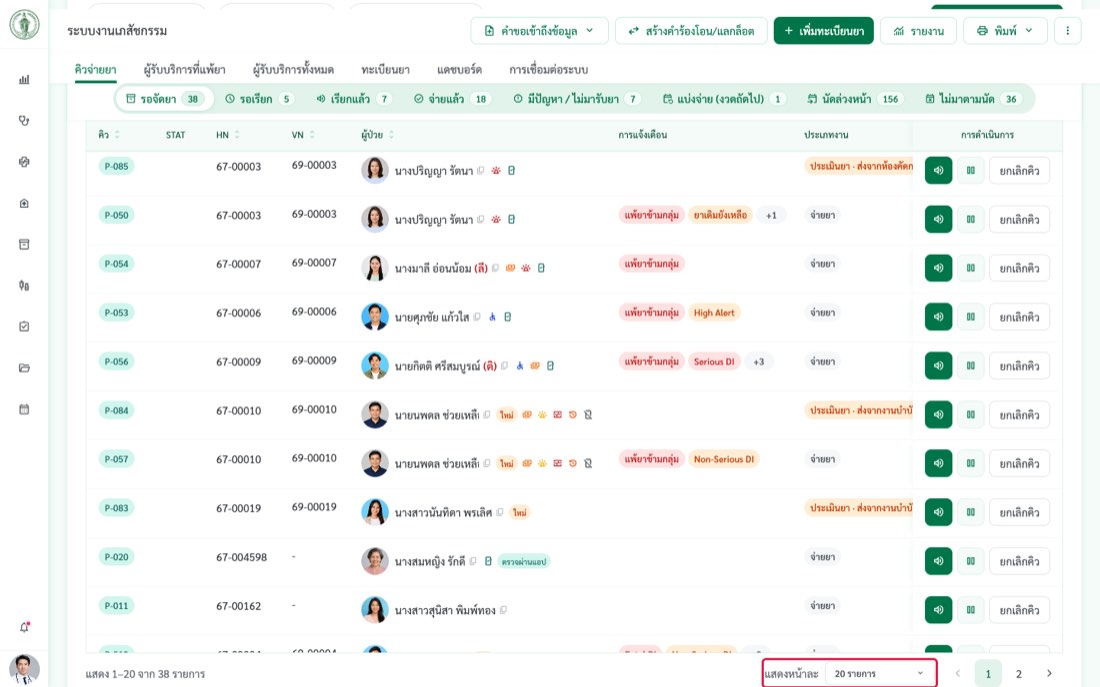 ระบบงานเภสัชกรรม
คำขอเข้าถึงข้อมูล
สร้างคำร้องโอน/แลกล็อต
+ เพิ่มทะเบียนยา
รายงาน
พิมพ์
คิวจ่ายยา ผู้รับบริการที่แพ้ยา ผู้รับบริการทั้งหมด ทะเบียนยา แดชบอร์ด การเชื่อมต่อระบบ
รอจัดยา 38 รอเรียก 5 เรียกแล้ว 7 จ่ายแล้ว 18 มีปัญหา / ไม่มารับยา 7 แบ่งจ่าย (งวดถัดไป) 1 นัดล่วงหน้า 156 ไม่มาตามนัด 36
คิว STAT HN VN ผู้ป่วย การแจ้งเตือน ประเภทงาน การดำเนินการ
P-085 67-00003 69-00003 นางปริญญา รัตนา ประเมินยา · ส่งจากห้องคัดก ยกเลิกคิว
P-050 67-00003 69-00003 นางปริญญา รัตนา แพ้ยาข้ามกลุ่ม ยาเดิมยังเหลือ +1 จ่ายยา ยกเลิกคิว
P-054 67-00007 69-00007 นางมาลี อ่อนน้อม (ลี) แพ้ยาข้ามกลุ่ม จ่ายยา ยกเลิกคิว
P-053 67-00006 69-00006 นายศุภชัย แก้วใส แพ้ยาข้ามกลุ่ม High Alert จ่ายยา ยกเลิกคิว
P-056 67-00009 69-00009 นายกิตติ ศรีสมบูรณ์ (ติ) แพ้ยาข้ามกลุ่ม Serious DI +3 จ่ายยา ยกเลิกคิว
P-084 67-00010 69-00010 นายนพดล ช่วยเหลื ใหม่ ประเมินยา · ส่งจากงานบำบั ยกเลิกคิว
P-057 67-00010 69-00010 นายนพดล ช่วยเหลื ใหม่ แพ้ยาข้ามกลุ่ม Non-Serious DI จ่ายยา ยกเลิกคิว
P-083 67-00019 69-00019 นางสาวนันทิดา พรเลิศ ใหม่ ประเมินยา · ส่งจากงานบำบั ยกเลิกคิว
P-020 67-004598 - นางสมหญิง รักดี ตรวจผ่านแอป จ่ายยา ยกเลิกคิว
P-011 67-00162 - นางสาวสุนิสา พิมพ์ทอง จ่ายยา ยกเลิกคิว
แสดง 1–20 จาก 38 รายการ แสดงหน้าละ 20 รายการ 1 2